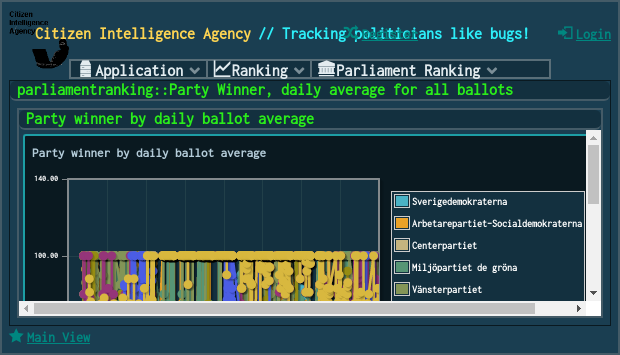 Citizen
Intelligence
Agency
Citizen Intelligence Agency // Tracking politicians like bugs!
Register
Login
Application
Ranking
Parliament Ranking
parliamentranking::Party Winner, daily average for all ballots
Party winner by daily ballot average
Party winner by daily ballot average
140.00
100.00
Sverigedemokraterna
Arbetarepartiet-Socialdemokraterna
Centerpartiet
Miljöpartiet de gröna
Vänsterpartiet
Main View